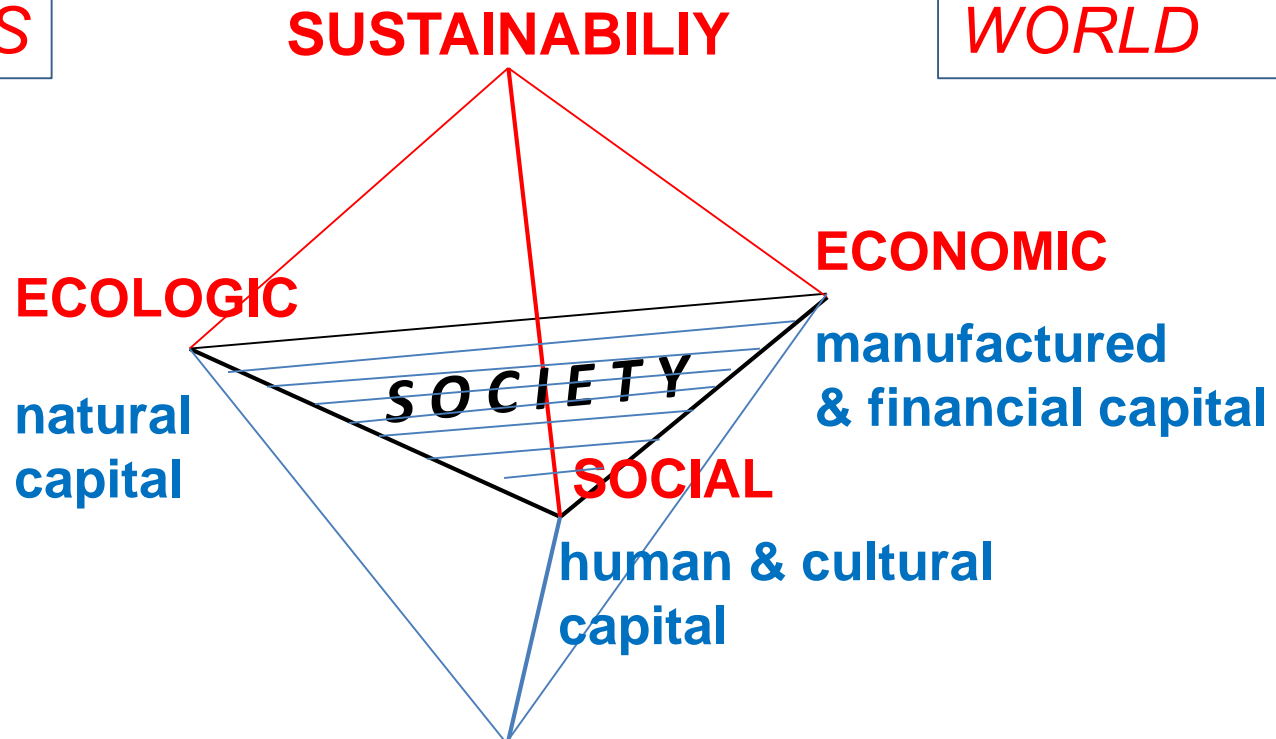 S
SUSTAINABILIY
WORLD
ECONOMIC
ECOLOGIC
manufactured
& financial capital
SOCIETY
natural
capital
SOCIAL
human & cultural
capital